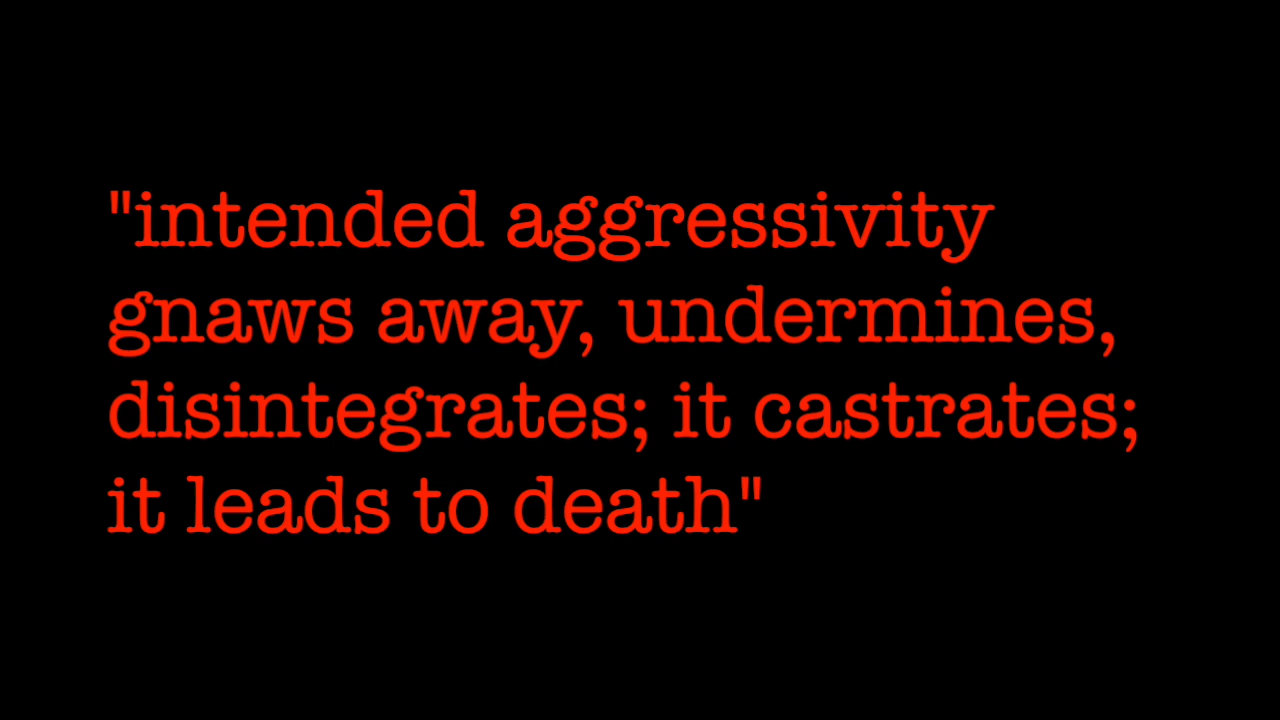 "intended aggressivity
gnaws away, undermines,
disintegrates; it castrates;
it leads to death"